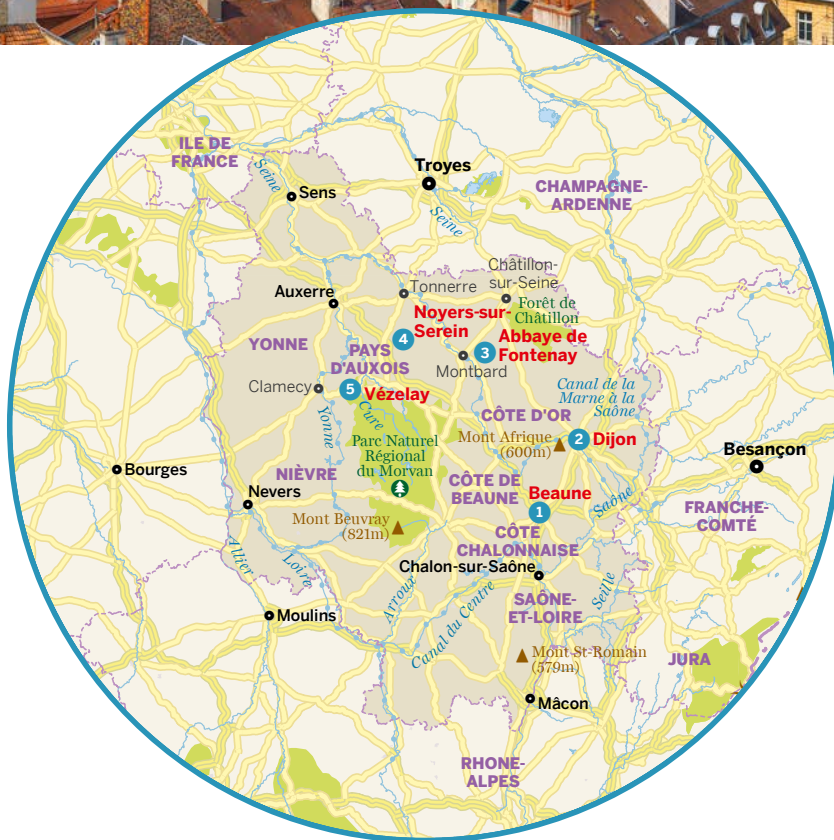 ILE DE
FRANCE
Seine
Sens
Troyes
Seine
CHAMPAGNE-
ARDENNE
Auxerre
Tonnerre
Châtillon-
sur-Seine
Forêt de
Châtillon
Noyers-sur-
Serein
4
3
Abbaye de
Fontenay
YONNE
PAYS
D'AUXOIS
Montbard
Clamecy
5
Vézelay
Canal de la
Marne à la
Saône
Yonne
Cure
CÔTE D'OR
Parc Naturel
Régional
du Morvan
Mont Afrique
(600m)
2
Dijon
Besançon
Bourges
NIÈVRE
Nevers
CÔTE DE
BEAUNE
Beaune
1
Saône
FRANCHE-
COMTÉ
Mont Beuvray
(821m)
CÔTE
CHALONNAISE
Allier
Loire
Arroux
Chalon-sur-Saône
Seille
Canal du Centre
SAÔNE-
ET-LOIRE
Moulins
Mont St-Romain
(579m)
JURA
Mâcon
RHONE-
ALPES